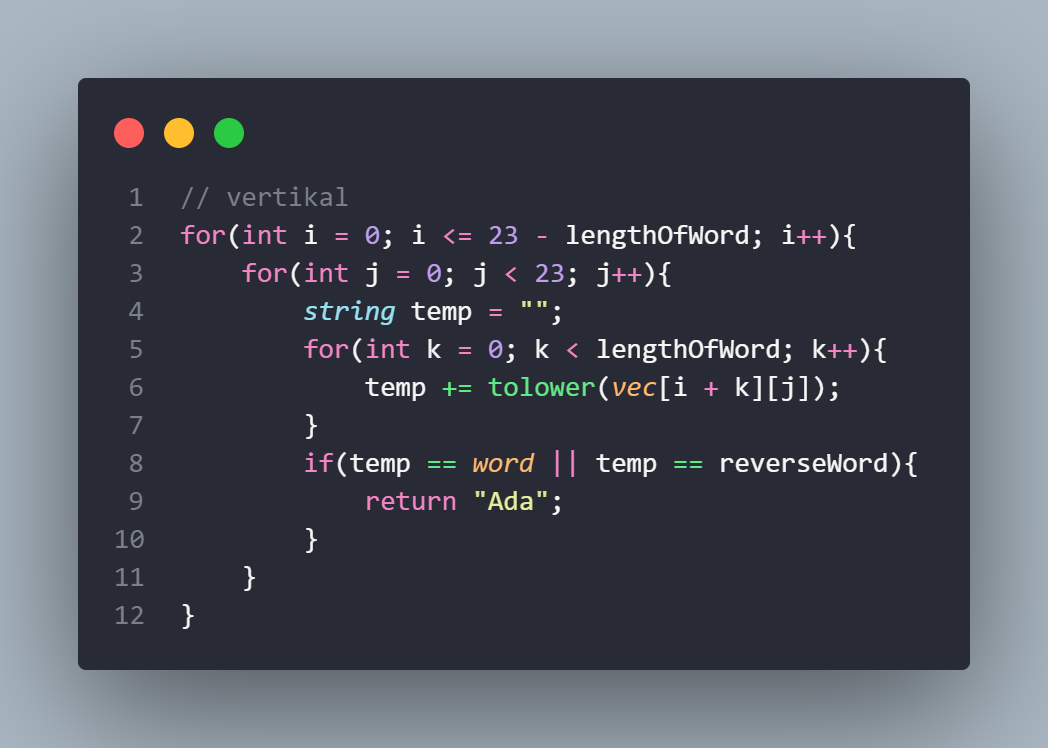 1 // vertikal
2 for(int i = 0; i <= 23 - lengthOfWord; i++){
3     for(int j = 0; j < 23; j++){
4         string temp = "";
5         for(int k = 0; k < lengthOfWord; k++){
6             temp += tolower(vec[i + k][j]);
7         }
8         if(temp == word || temp == reverseWord){
9             return "Ada";
10         }
11     }
12 }